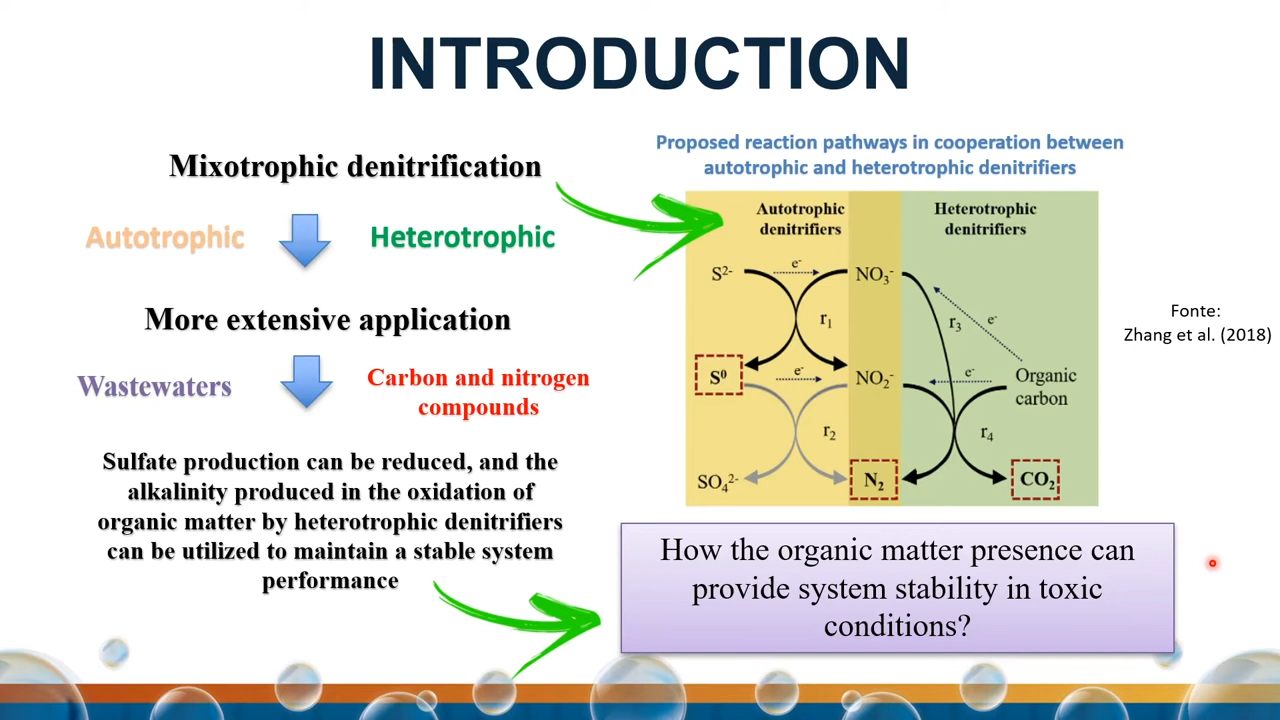 INTRODUCTION
Mixotrophic denitrification
Autotrophic
Heterotrophic
More extensive application
Wastewaters
Carbon and nitrogen
compounds
Sulfate production can be reduced, and the
alkalinity produced in the oxidation of
organic matter by heterotrophic denitrifiers
can be utilized to maintain a stable system
performance
Proposed reaction pathways in cooperation between
autotrophic and heterotrophic denitrifiers
Autotrophic
denitrifiers
Heterotrophic
denitrifiers
S²⁻
e⁻
NO₃⁻
r₁
r₃
e⁻
S⁰
e⁻
NO₂⁻
e⁻
Organic
carbon
r₂
r₄
SO₄²⁻
N₂
CO₂
Fonte:
Zhang et al. (2018)
How the organic matter presence can
provide system stability in toxic
conditions?